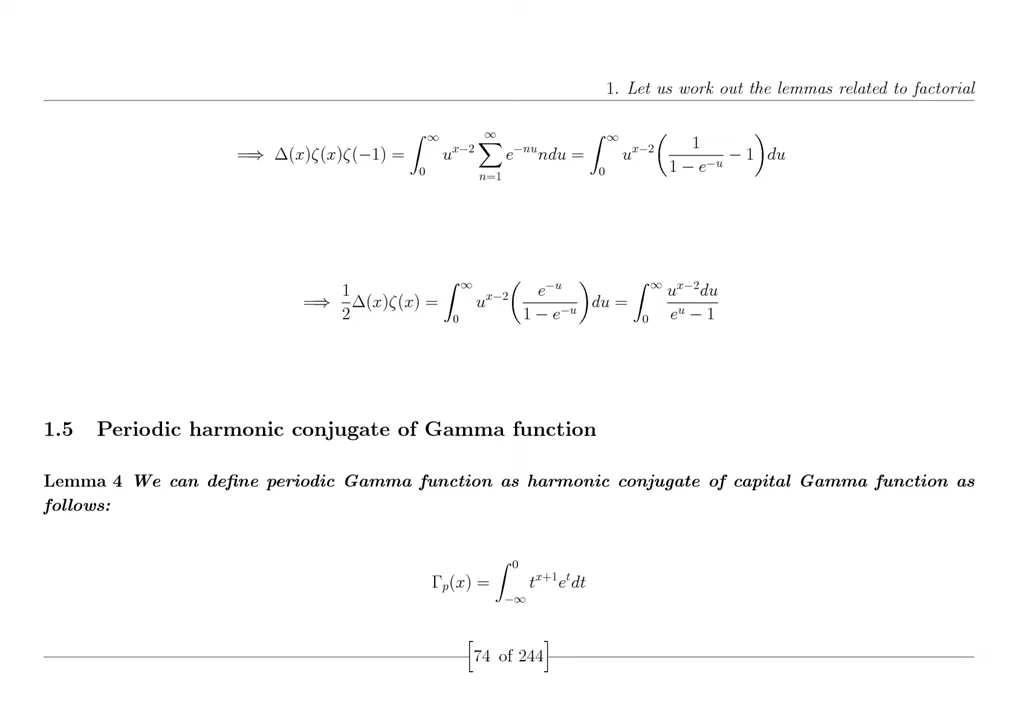 1. Let us work out the lemmas related to factorial
⟹ Δ(x)ζ(x)ζ(−1) = ∫_0^∞ u^{x−2} ∑_{n=1}^∞ e^{−nu} ndu = ∫_0^∞ u^{x−2} ( 1 / (1 − e^{−u}) − 1 ) du
⟹ 1/2 Δ(x)ζ(x) = ∫_0^∞ u^{x−2} ( e^{−u} / (1 − e^{−u}) ) du = ∫_0^∞ u^{x−2}du / (e^u − 1)
1.5 Periodic harmonic conjugate of Gamma function
Lemma 4 We can define periodic Gamma function as harmonic conjugate of capital Gamma function as
follows:
Γ_p(x) = ∫_{−∞}^0 t^{x+1} e^t dt
[74 of 244]